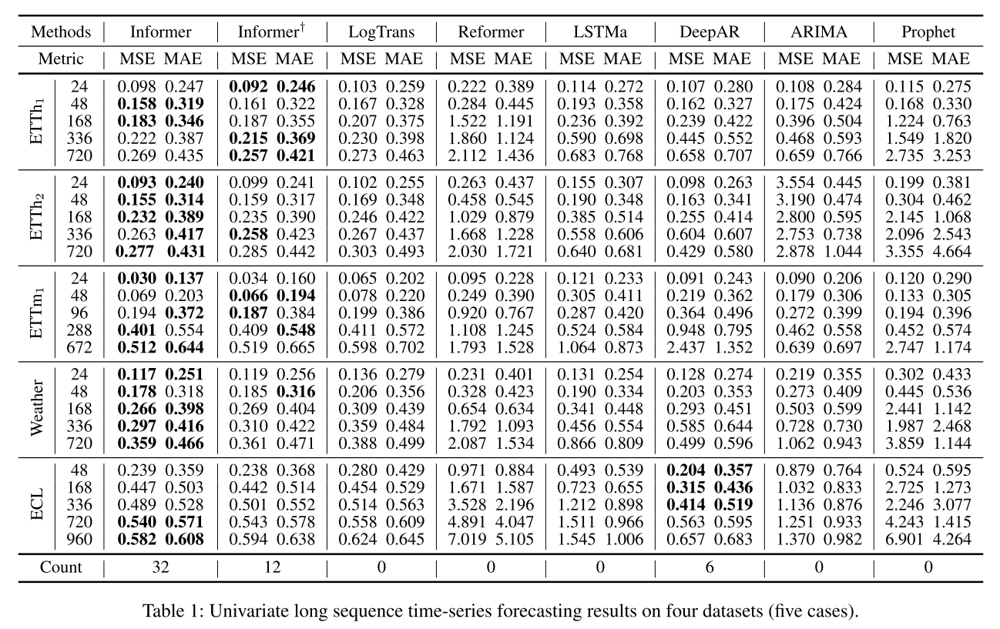 Methods Informer Informer† LogTrans Reformer LSTMa DeepAR ARIMA Prophet
Metric MSE MAE MSE MAE MSE MAE MSE MAE MSE MAE MSE MAE MSE MAE MSE MAE
ETTh1
24 0.098 0.247 0.092 0.246 0.103 0.259 0.222 0.389 0.114 0.272 0.107 0.280 0.108 0.284 0.115 0.275
48 0.158 0.319 0.161 0.322 0.167 0.328 0.284 0.445 0.193 0.358 0.162 0.327 0.175 0.424 0.168 0.330
168 0.183 0.346 0.187 0.355 0.207 0.375 1.522 1.191 0.236 0.392 0.239 0.422 0.396 0.504 1.224 0.763
336 0.222 0.387 0.215 0.369 0.230 0.398 1.860 1.124 0.590 0.698 0.445 0.552 0.468 0.593 1.549 1.820
720 0.269 0.435 0.257 0.421 0.273 0.463 2.112 1.436 0.683 0.768 0.658 0.707 0.659 0.766 2.735 3.253
ETTh2
24 0.093 0.240 0.099 0.241 0.102 0.255 0.263 0.437 0.155 0.307 0.098 0.263 3.554 0.445 0.199 0.381
48 0.155 0.314 0.159 0.317 0.169 0.348 0.458 0.545 0.190 0.348 0.163 0.341 3.190 0.474 0.304 0.462
168 0.232 0.389 0.235 0.390 0.246 0.422 1.029 0.879 0.385 0.514 0.255 0.414 2.800 0.595 2.145 1.068
336 0.263 0.417 0.258 0.423 0.267 0.437 1.668 1.228 0.558 0.606 0.604 0.607 2.753 0.738 2.096 2.543
720 0.277 0.431 0.285 0.442 0.303 0.493 2.030 1.721 0.640 0.681 0.429 0.580 2.878 1.044 3.355 4.664
ETTm1
24 0.030 0.137 0.034 0.160 0.065 0.202 0.095 0.228 0.121 0.233 0.091 0.243 0.090 0.206 0.120 0.290
48 0.069 0.203 0.066 0.194 0.078 0.220 0.249 0.390 0.305 0.411 0.219 0.362 0.179 0.306 0.133 0.305
96 0.194 0.372 0.187 0.384 0.199 0.386 0.920 0.767 0.287 0.420 0.364 0.496 0.272 0.399 0.194 0.396
288 0.401 0.554 0.409 0.548 0.411 0.572 1.108 1.245 0.524 0.584 0.948 0.795 0.462 0.558 0.452 0.574
672 0.512 0.644 0.519 0.665 0.598 0.702 1.793 1.528 1.064 0.873 2.437 1.352 0.639 0.697 2.747 1.174
Weather
24 0.117 0.251 0.119 0.256 0.136 0.279 0.231 0.401 0.131 0.254 0.128 0.274 0.219 0.355 0.302 0.433
48 0.178 0.318 0.185 0.316 0.206 0.356 0.328 0.423 0.190 0.334 0.203 0.353 0.273 0.409 0.445 0.536
168 0.266 0.398 0.269 0.404 0.309 0.439 0.654 0.634 0.341 0.448 0.293 0.451 0.503 0.599 2.441 1.142
336 0.297 0.416 0.310 0.422 0.359 0.484 1.792 1.093 0.456 0.554 0.585 0.644 0.728 0.730 1.987 2.468
720 0.359 0.466 0.361 0.471 0.388 0.499 2.087 1.534 0.866 0.809 0.499 0.596 1.062 0.943 3.859 1.144
ECL
48 0.239 0.359 0.238 0.368 0.280 0.429 0.971 0.884 0.493 0.539 0.204 0.357 0.879 0.764 0.524 0.595
168 0.447 0.503 0.442 0.514 0.454 0.529 1.671 1.587 0.723 0.655 0.315 0.436 1.032 0.833 2.725 1.273
336 0.489 0.528 0.501 0.552 0.514 0.563 3.528 2.196 1.212 0.898 0.414 0.519 1.136 0.876 2.246 3.077
720 0.540 0.571 0.543 0.578 0.558 0.609 4.891 4.047 1.511 0.966 0.563 0.595 1.251 0.933 4.243 1.415
960 0.582 0.608 0.594 0.638 0.624 0.645 7.019 5.105 1.545 1.006 0.657 0.683 1.370 0.982 6.901 4.264
Count 32 12 0 0 0 6 0 0
Table 1: Univariate long sequence time-series forecasting results on four datasets (five cases).